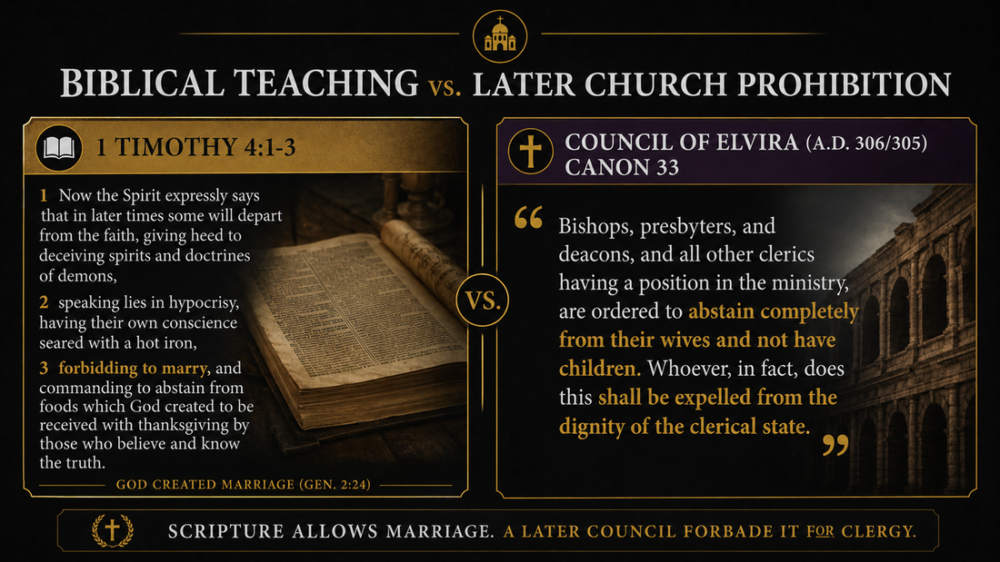 BIBLICAL TEACHING vs. LATER CHURCH PROHIBITION
1 TIMOTHY 4:1-3
1 Now the Spirit expressly says
that in later times some will depart
from the faith, giving heed to
deceiving spirits and doctrines
of demons,
2 speaking lies in hypocrisy,
having their own conscience
seared with a hot iron,
3 forbidding to marry, and
commanding to abstain from
foods which God created to be
received with thanksgiving by
those who believe and know
the truth.
GOD CREATED MARRIAGE (GEN. 2:24)
VS.
COUNCIL OF ELVIRA (A.D. 306/305)
CANON 33
“ Bishops, presbyters, and
deacons, and all other clerics
having a position in the ministry,
are ordered to abstain completely
from their wives and not have
children. Whoever, in fact, does
this shall be expelled from the
dignity of the clerical state. ”
SCRIPTURE ALLOWS MARRIAGE. A LATER COUNCIL FORBADE IT FOR CLERGY.